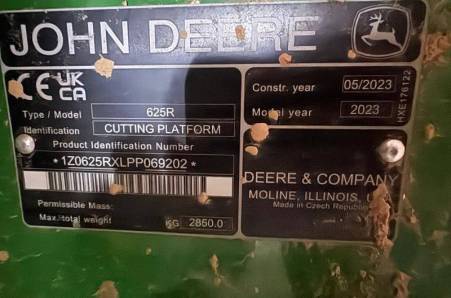 JOHN DEERE
CE UK CA
Type / Model 625R
Identification CUTTING PLATFORM
Product Identification Number
*1Z0625RXLPP069202*
Permissible Mass:
Max. total weight KG 2850.0
Constr. year 05/2023
Model year 2023
HXE176122
DEERE & COMPANY
MOLINE, ILLINOIS,
Made in Czech Republic